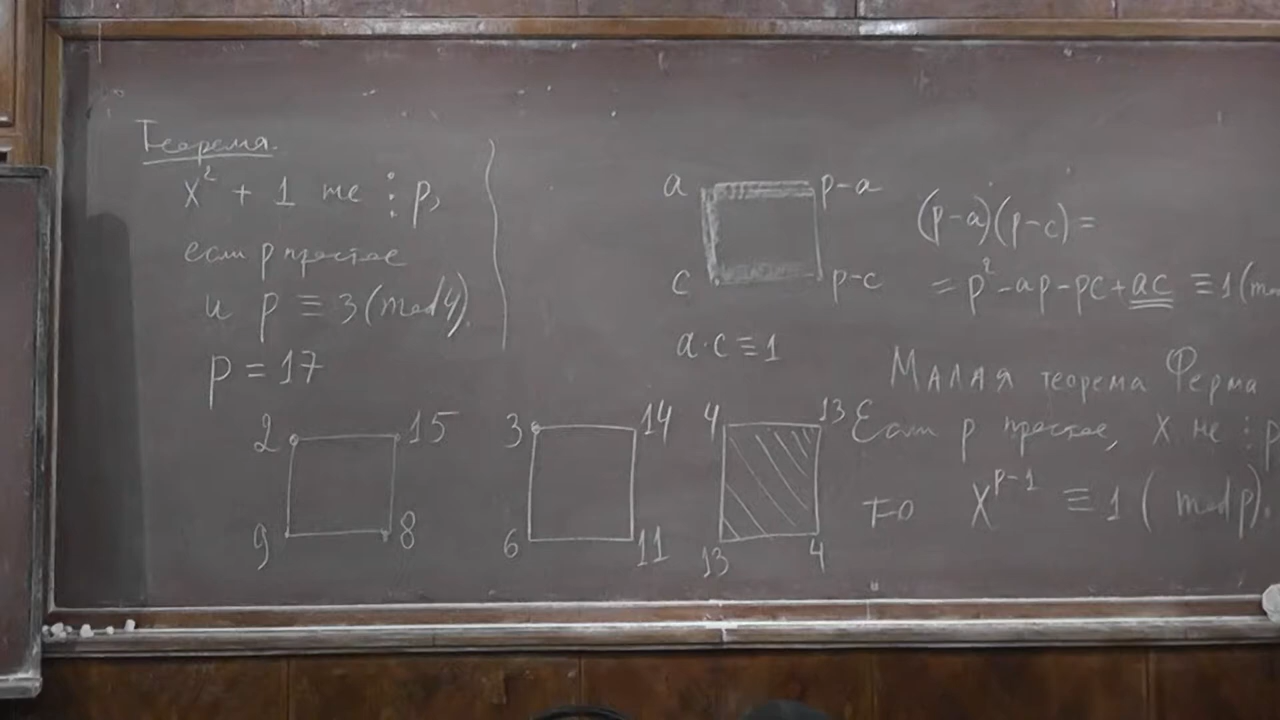 Теорема.
x² + 1 не ⋮ p,
если p простое
и p ≡ 3 (mod 4).
p = 17
2 15
9 8
3 14
6 11
4 13
13 4
a p-a
c p-c
a·c ≡ 1
(p-a)(p-c) =
= p² - ap - pc + ac ≡ 1 (mo
Малая теорема Ферма
Если p простое, x не ⋮ p
то x^{p-1} ≡ 1 (mod p).